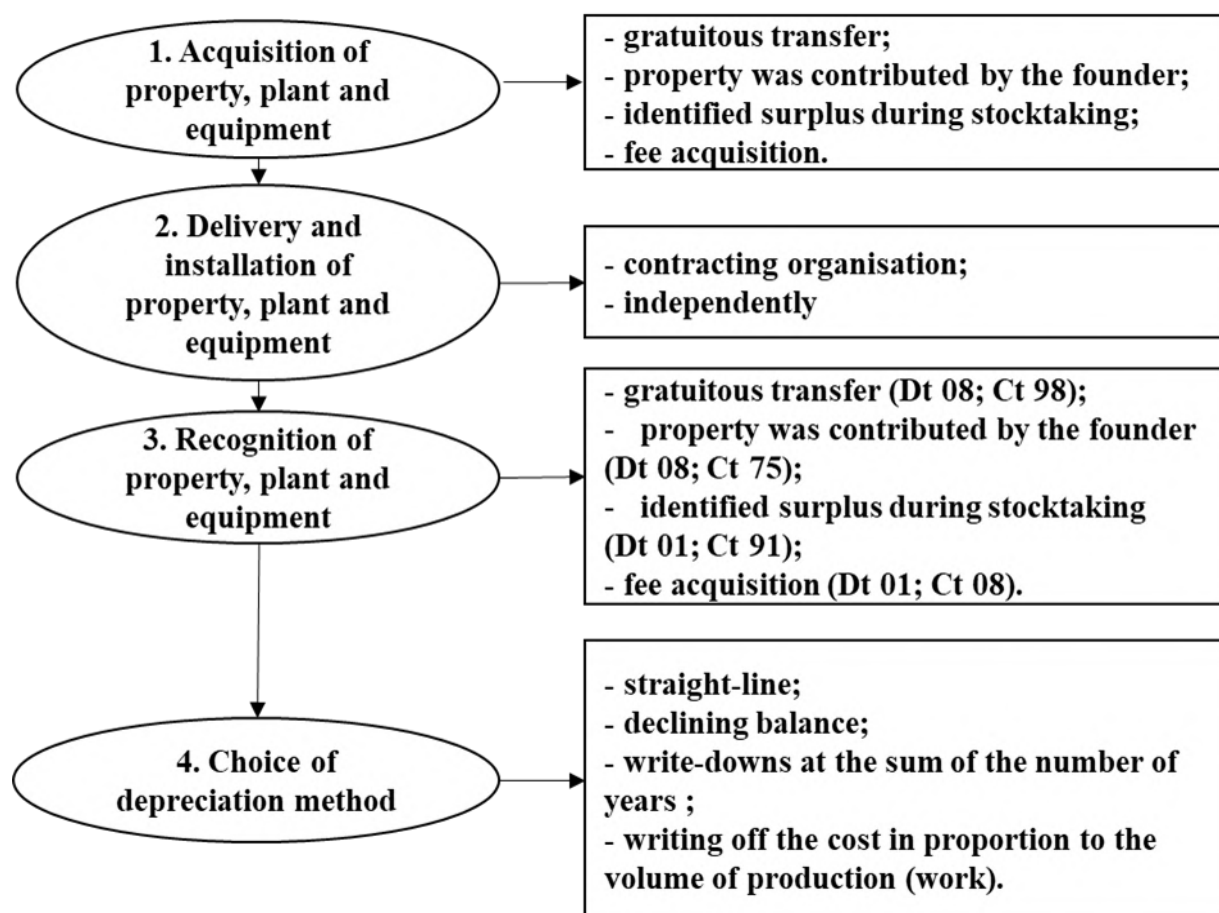 1. Acquisition of
property, plant and
equipment
- gratuitous transfer;
- property was contributed by the founder;
- identified surplus during stocktaking;
- fee acquisition.
2. Delivery and
installation of
property, plant and
equipment
- contracting organisation;
- independently
3. Recognition of
property, plant and
equipment
- gratuitous transfer (Dt 08; Ct 98);
- property was contributed by the founder
(Dt 08; Ct 75);
- identified surplus during stocktaking
(Dt 01; Ct 91);
- fee acquisition (Dt 01; Ct 08).
4. Choice of
depreciation method
- straight-line;
- declining balance;
- write-downs at the sum of the number of
years ;
- writing off the cost in proportion to the
volume of production (work).